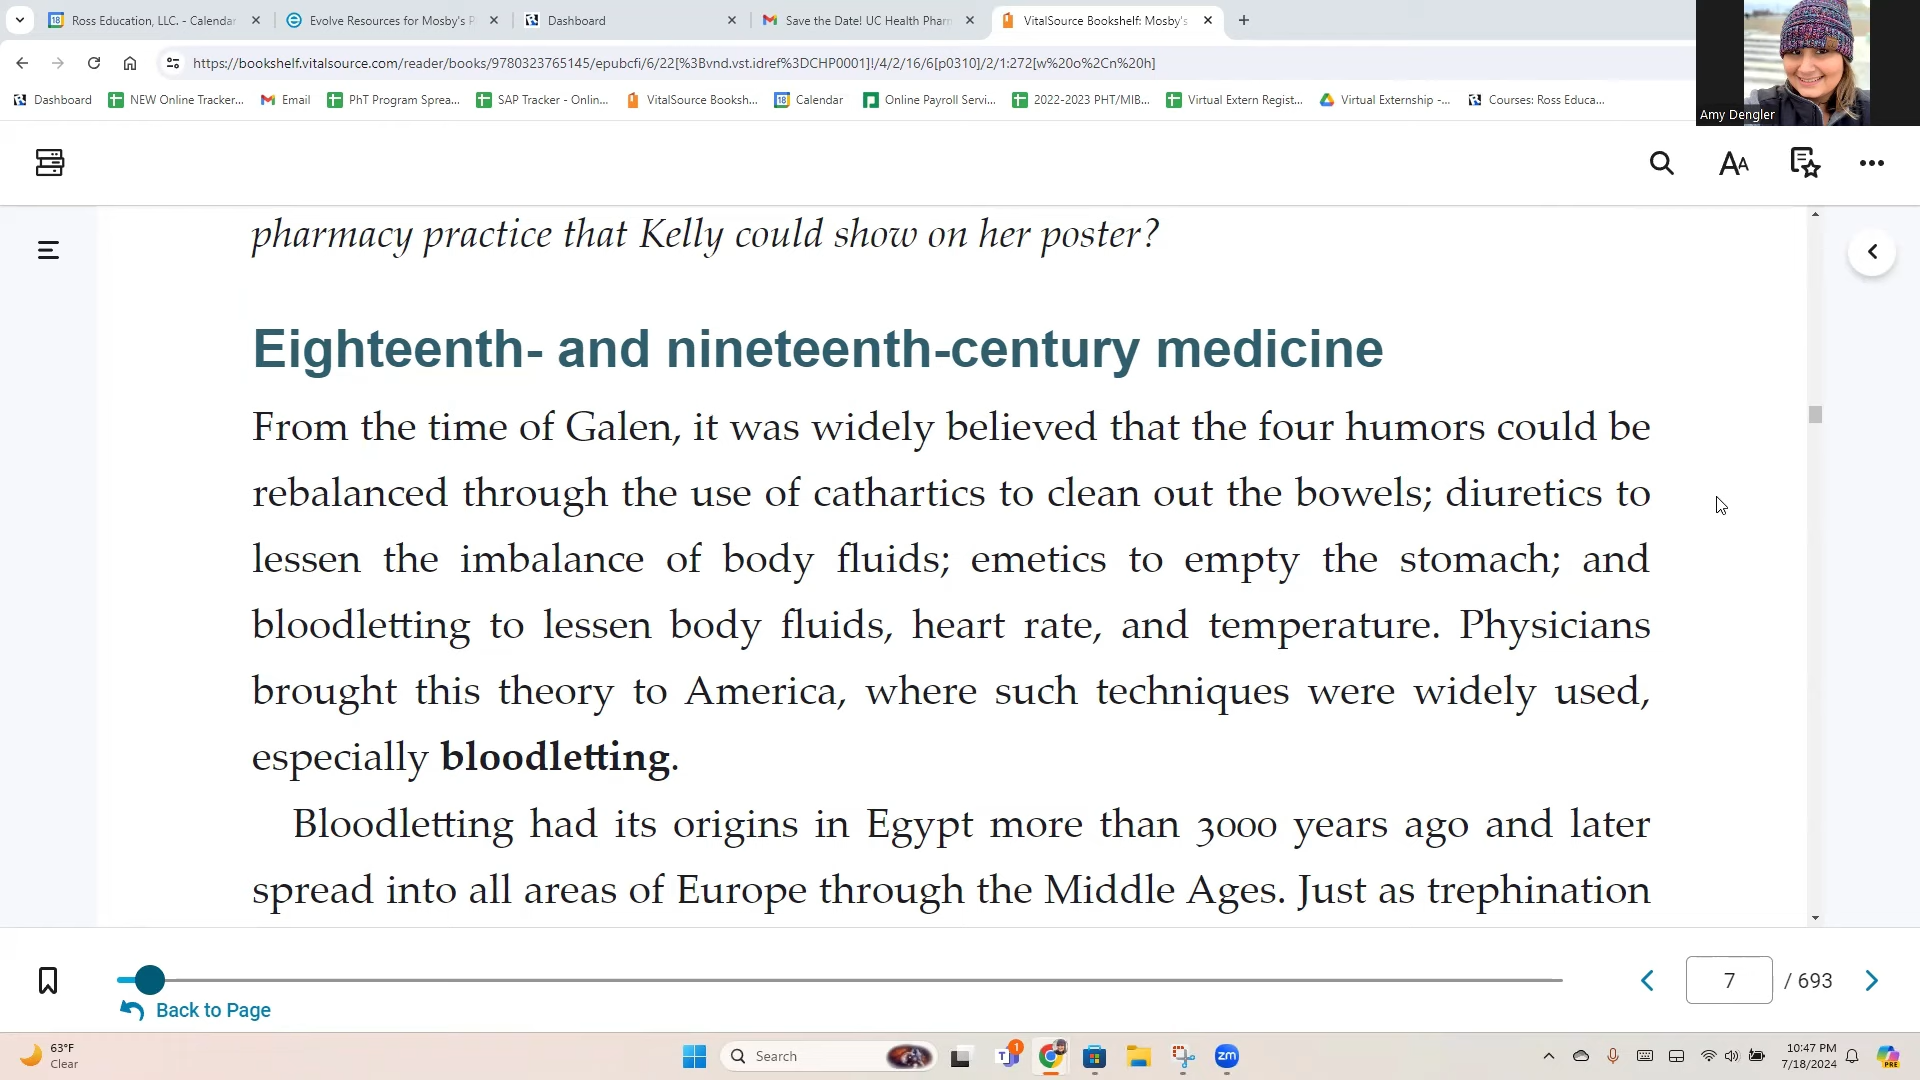 Ross Education, LLC. - Calendar
Evolve Resources for Mosby's P
Dashboard
Save the Date! UC Health Pharm
VitalSource Bookshelf: Mosby's
https://bookshelf.vitalsource.com/reader/books/9780323765145/epubcfi/6/22[%3Bvnd.vst.idref%3DCHP0001]!/4/2/16/6[p0310]/2/1:272[w%20o%2Cn%20h]
Dashboard
NEW Online Tracker...
Email
PhT Program Sprea...
SAP Tracker - Onlin...
VitalSource Booksh...
Calendar
Online Payroll Servi...
2022-2023 PHT/MIB...
Virtual Extern Regist...
Virtual Externship -...
Courses: Ross Educa...
Amy Dengler
AA
pharmacy practice that Kelly could show on her poster?
Eighteenth- and nineteenth-century medicine
From the time of Galen, it was widely believed that the four humors could be
rebalanced through the use of cathartics to clean out the bowels; diuretics to
lessen the imbalance of body fluids; emetics to empty the stomach; and
bloodletting to lessen body fluids, heart rate, and temperature. Physicians
brought this theory to America, where such techniques were widely used,
especially bloodletting.
Bloodletting had its origins in Egypt more than 3000 years ago and later
spread into all areas of Europe through the Middle Ages. Just as trephination
7 / 693
Back to Page
63°F
Clear
Search
1
zm
10:47 PM
7/18/2024
PRE